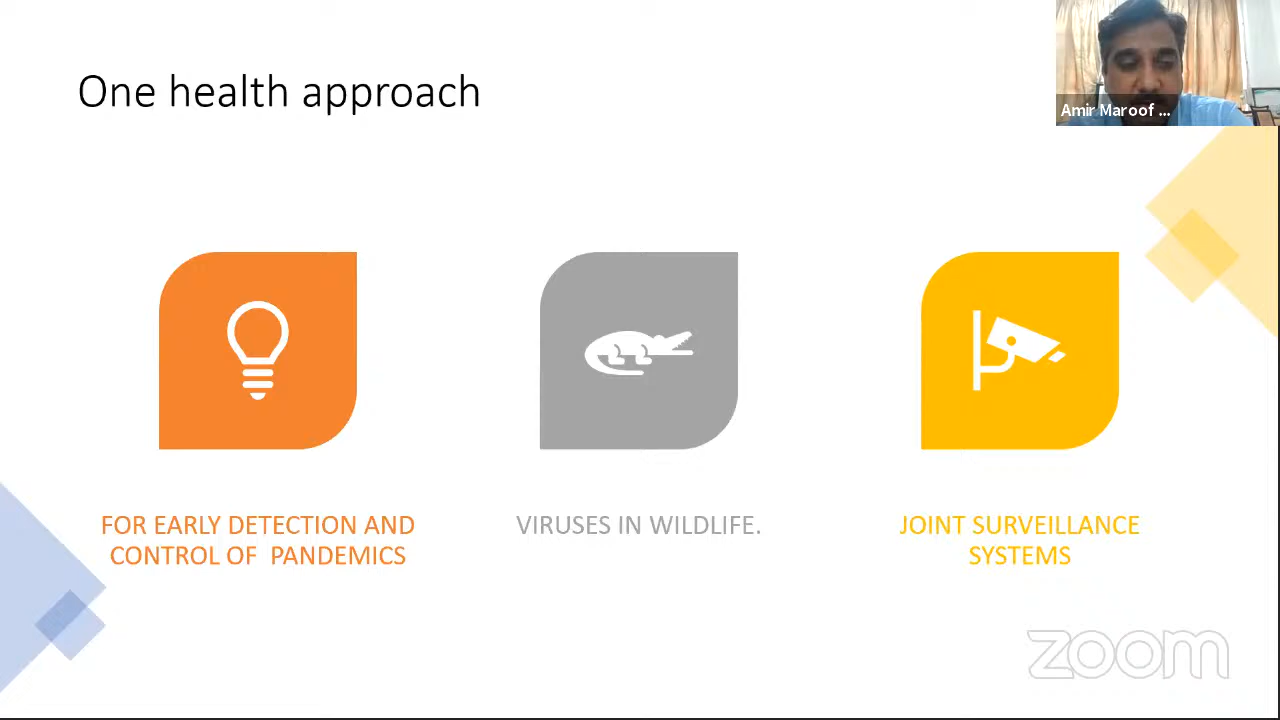 One health approach
Amir Maroof ...
FOR EARLY DETECTION AND
CONTROL OF  PANDEMICS
VIRUSES IN WILDLIFE.
JOINT SURVEILLANCE
SYSTEMS
zoom